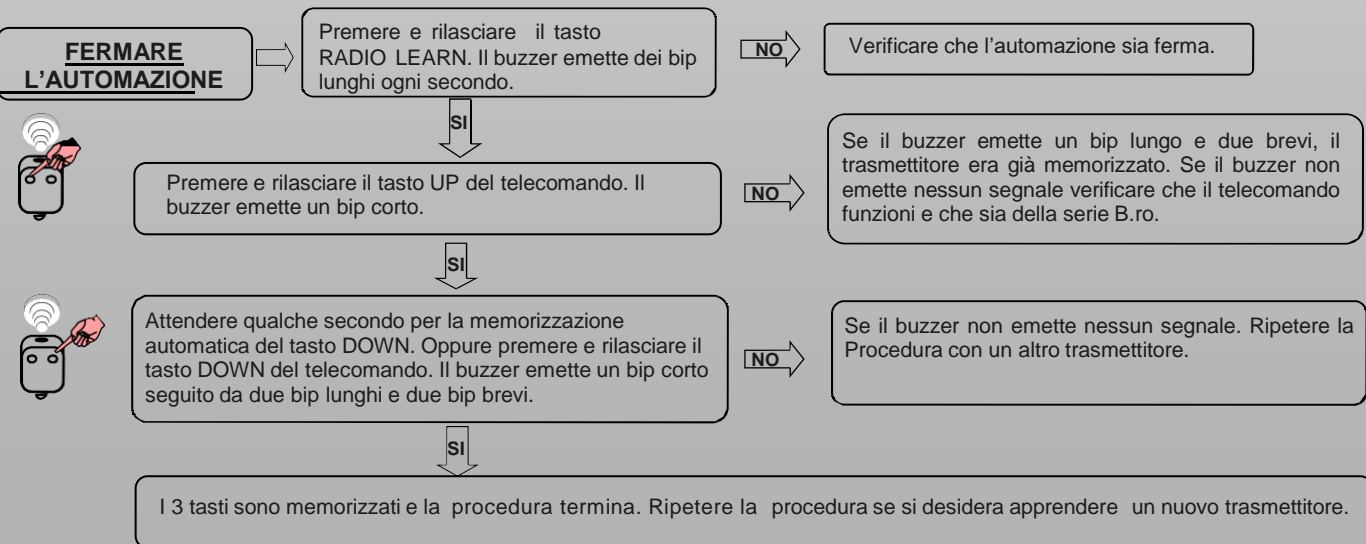 FERMARE
L'AUTOMAZIONE
Premere e rilasciare il tasto
RADIO LEARN. Il buzzer emette dei bip
lunghi ogni secondo.
NO
Verificare che l'automazione sia ferma.
SI
Premere e rilasciare il tasto UP del telecomando. Il
buzzer emette un bip corto.
NO
Se il buzzer emette un bip lungo e due brevi, il
trasmettitore era già memorizzato. Se il buzzer non
emette nessun segnale verificare che il telecomando
funzioni e che sia della serie B.ro.
SI
Attendere qualche secondo per la memorizzazione
automatica del tasto DOWN. Oppure premere e rilasciare il
tasto DOWN del telecomando. Il buzzer emette un bip corto
seguito da due bip lunghi e due bip brevi.
NO
Se il buzzer non emette nessun segnale. Ripetere la
Procedura con un altro trasmettitore.
SI
I 3 tasti sono memorizzati e la procedura termina. Ripetere la procedura se si desidera apprendere un nuovo trasmettitore.